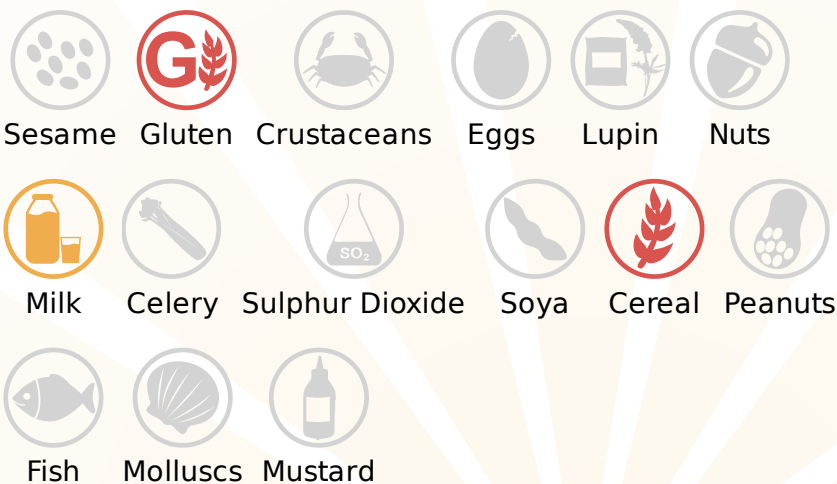 G
Sesame Gluten Crustaceans Eggs Lupin Nuts
SO₂
Milk Celery Sulphur Dioxide Soya Cereal Peanuts
Fish Molluscs Mustard